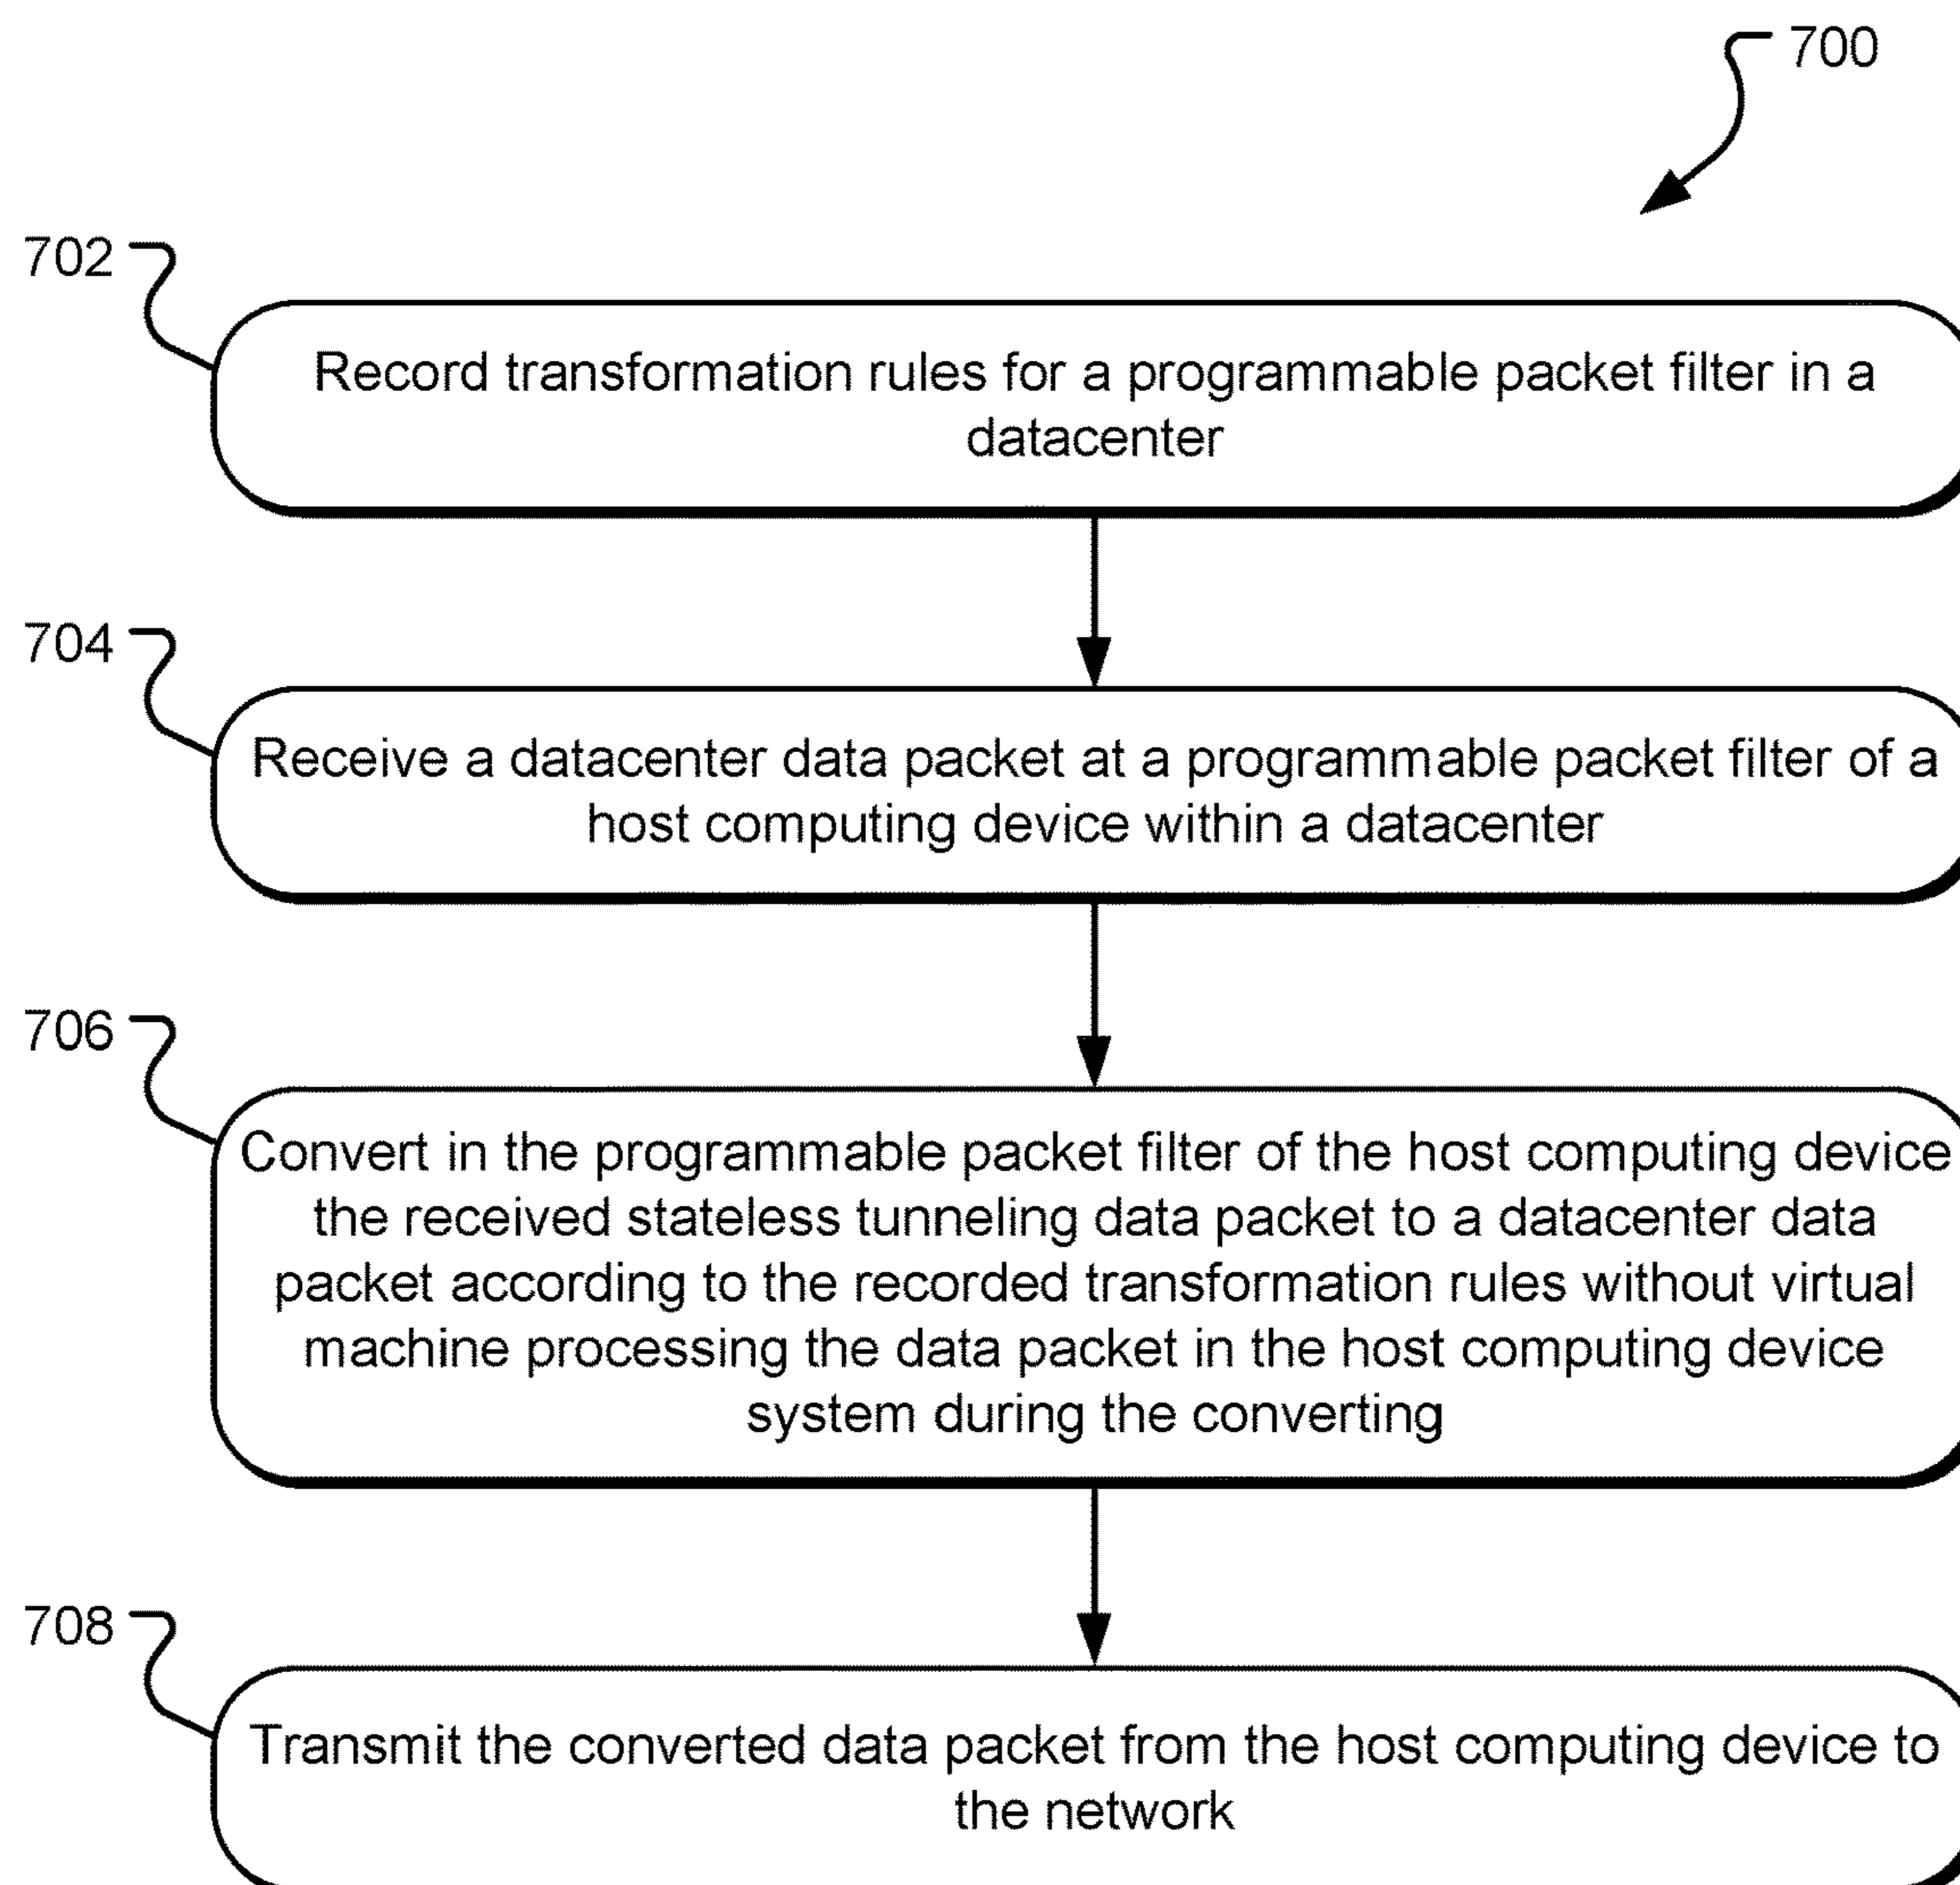 700
702
Record transformation rules for a programmable packet filter in a
datacenter
704
Receive a datacenter data packet at a programmable packet filter of a
host computing device within a datacenter
706
Convert in the programmable packet filter of the host computing device
the received stateless tunneling data packet to a datacenter data
packet according to the recorded transformation rules without virtual
machine processing the data packet in the host computing device
system during the converting
708
Transmit the converted data packet from the host computing device to
the network